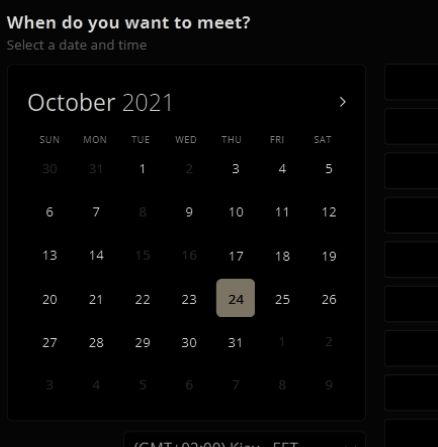 When do you want to meet?
Select a date and time
October 2021
SUN MON TUE WED THU FRI SAT
30 31 1 2 3 4 5
6 7 8 9 10 11 12
13 14 15 16 17 18 19
20 21 22 23 24 25 26
27 28 29 30 31 1 2
3 4 5 6 7 8 9
(GMT+02:00) Kiev - EET